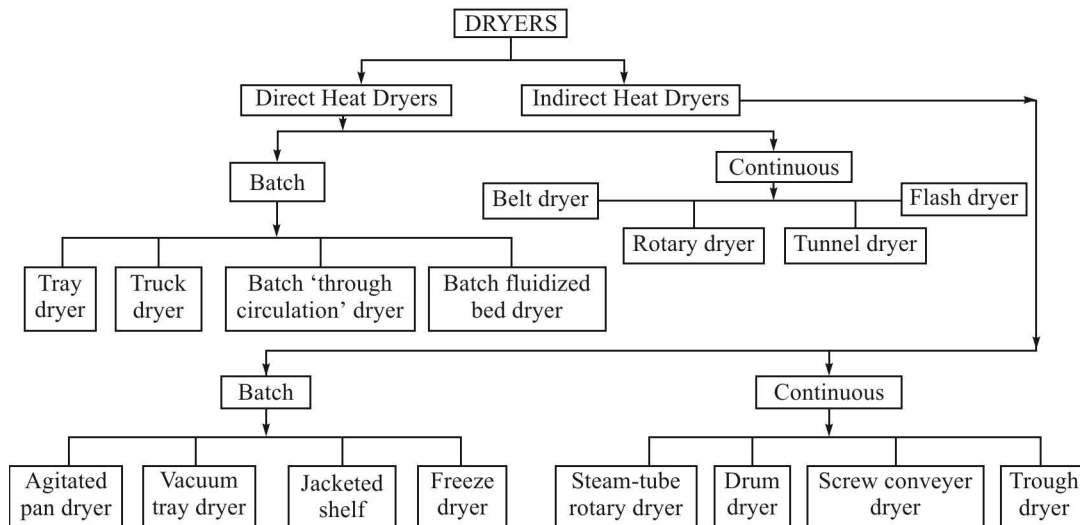 DRYERS
Direct Heat Dryers
Indirect Heat Dryers
Batch
Continuous
Belt dryer
Flash dryer
Rotary dryer
Tunnel dryer
Tray
dryer
Truck
dryer
Batch ‘through
circulation’ dryer
Batch fluidized
bed dryer
Batch
Continuous
Agitated
pan dryer
Vacuum
tray dryer
Jacketed
shelf
Freeze
dryer
Steam-tube
rotary dryer
Drum
dryer
Screw conveyer
dryer
Trough
dryer